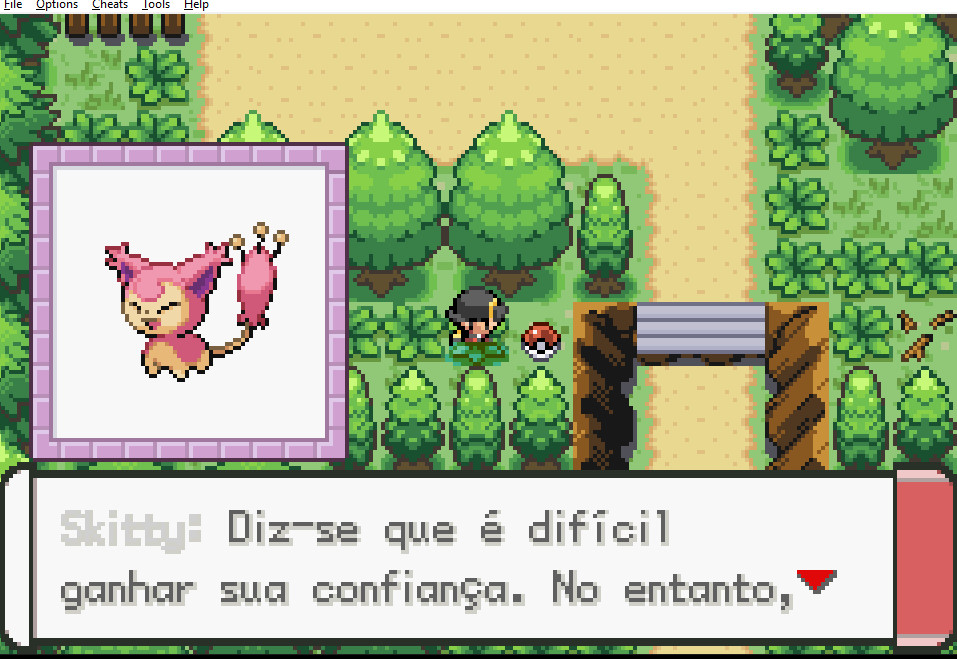 File Options Cheats Tools Help
Skitty: Diz-se que é difícil
ganhar sua confiança. No entanto,